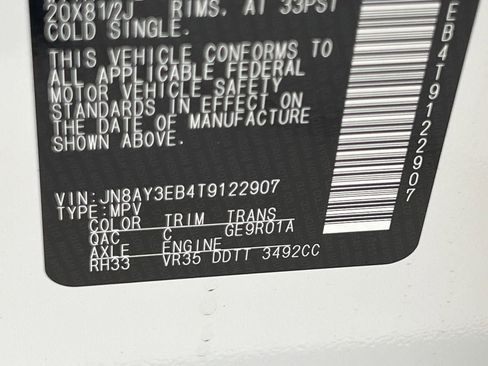 20X81/2J RIMS, AT 33PSI
COLD SINGLE.
THIS VEHICLE CONFORMS TO
ALL APPLICABLE FEDERAL
MOTOR VEHICLE SAFETY
STANDARDS IN EFFECT ON
THE DATE OF MANUFACTURE
SHOWN ABOVE.
VIN:JN8AY3EB4T9122907
TYPE:MPV
COLOR TRIM TRANS
QAC C GE9R01A
AXLE ENGINE
RH33 VR35 DDTT 3492CC
EB4T9122907